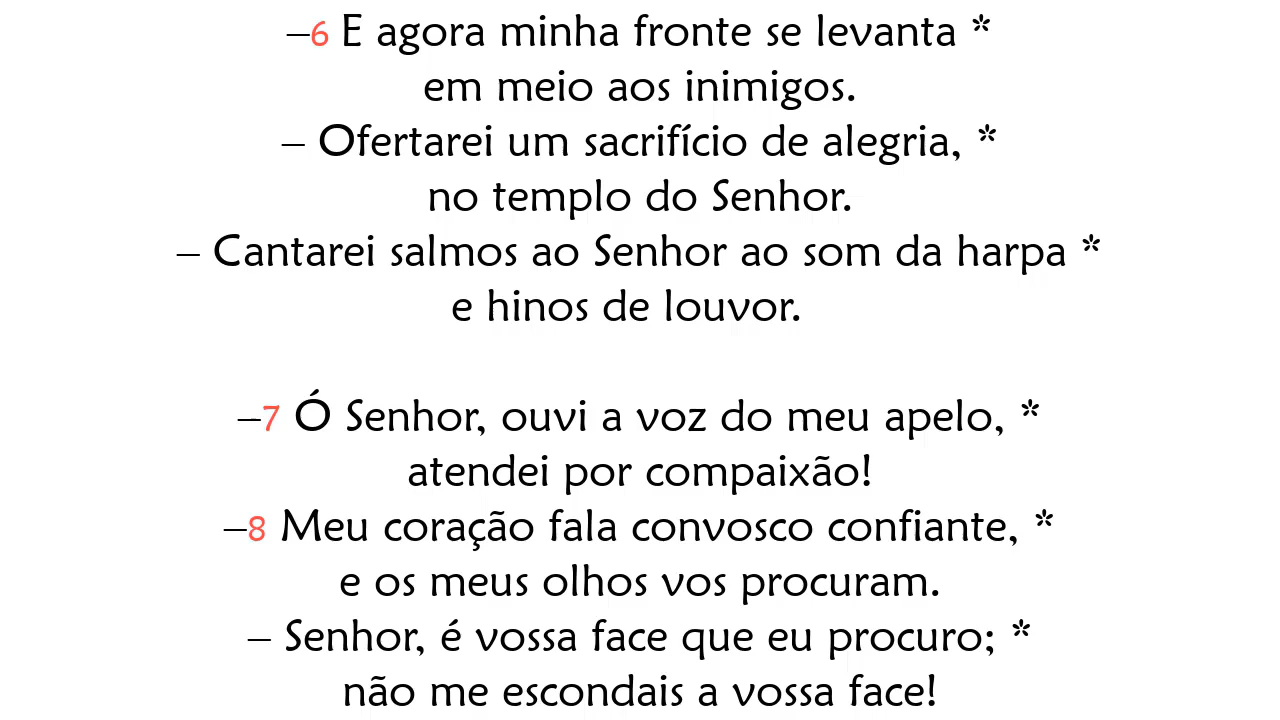 –6 E agora minha fronte se levanta *
em meio aos inimigos.
– Ofertarei um sacrifício de alegria, *
no templo do Senhor.
– Cantarei salmos ao Senhor ao som da harpa *
e hinos de louvor.
–7 Ó Senhor, ouvi a voz do meu apelo, *
atendei por compaixão!
–8 Meu coração fala convosco confiante, *
e os meus olhos vos procuram.
– Senhor, é vossa face que eu procuro; *
não me escondais a vossa face!